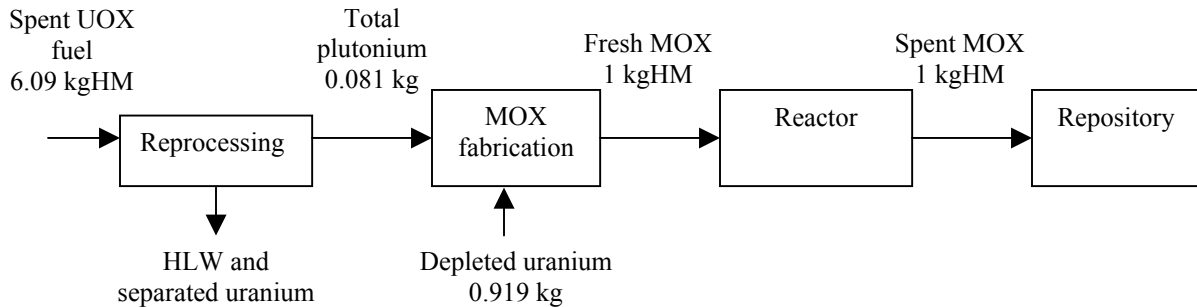 Spent UOX
fuel
6.09 kgHM
Total
plutonium
0.081 kg
Fresh MOX
1 kgHM
Spent MOX
1 kgHM
Reprocessing
MOX
fabrication
Reactor
Repository
HLW and
separated uranium
Depleted uranium
0.919 kg